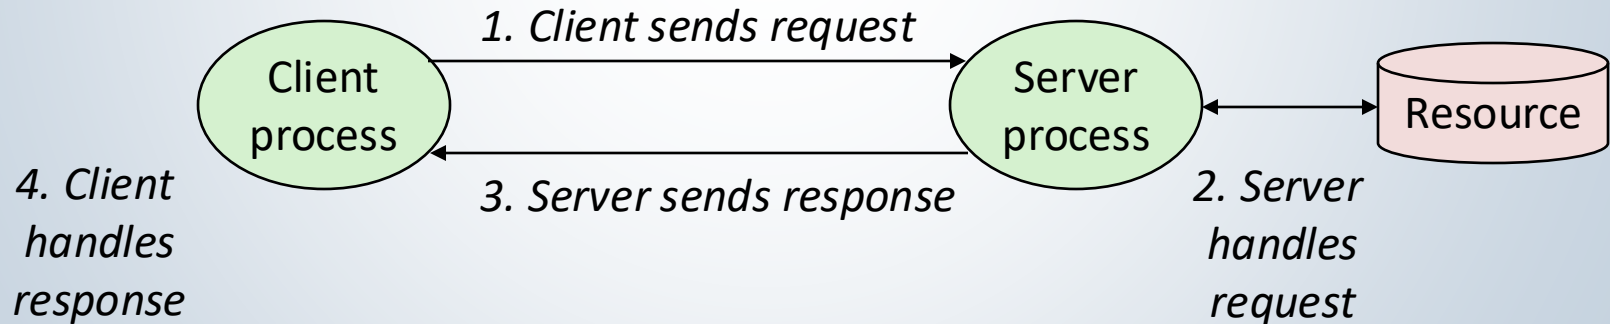 1. Client sends request
Client
process
Server
process
Resource
3. Server sends response
4. Client
handles
response
2. Server
handles
request